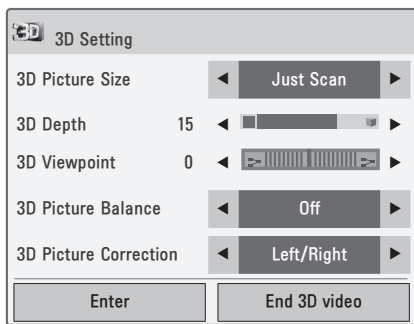 3D 3D Setting
3D Picture Size Just Scan
3D Depth 15
3D Viewpoint 0
3D Picture Balance Off
3D Picture Correction Left/Right
Enter End 3D video